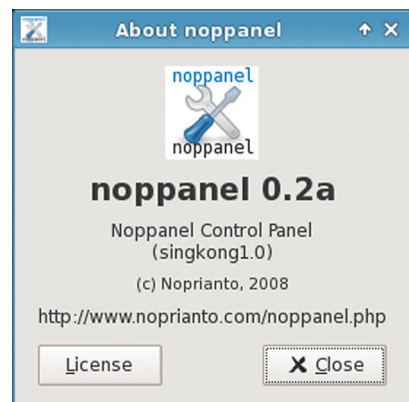 About noppanel
noppanel
noppanel
noppanel 0.2a
Noppanel Control Panel
(singkong1.0)
(c) Noprianto, 2008
http://www.noprianto.com/noppanel.php
License
Close